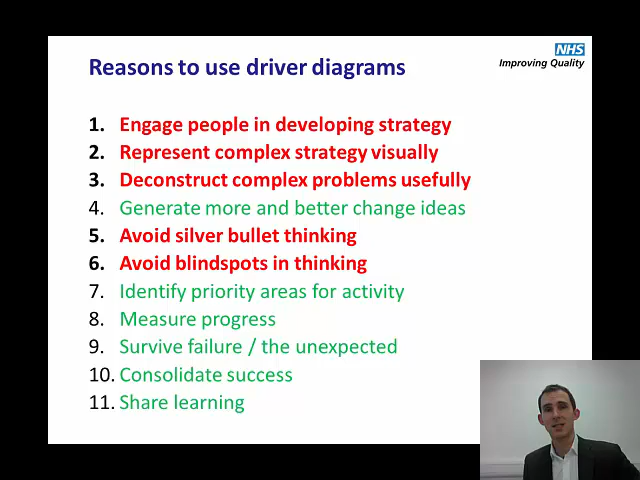 Reasons to use driver diagrams
NHS
Improving Quality
1. Engage people in developing strategy
2. Represent complex strategy visually
3. Deconstruct complex problems usefully
4. Generate more and better change ideas
5. Avoid silver bullet thinking
6. Avoid blindspots in thinking
7. Identify priority areas for activity
8. Measure progress
9. Survive failure / the unexpected
10. Consolidate success
11. Share learning